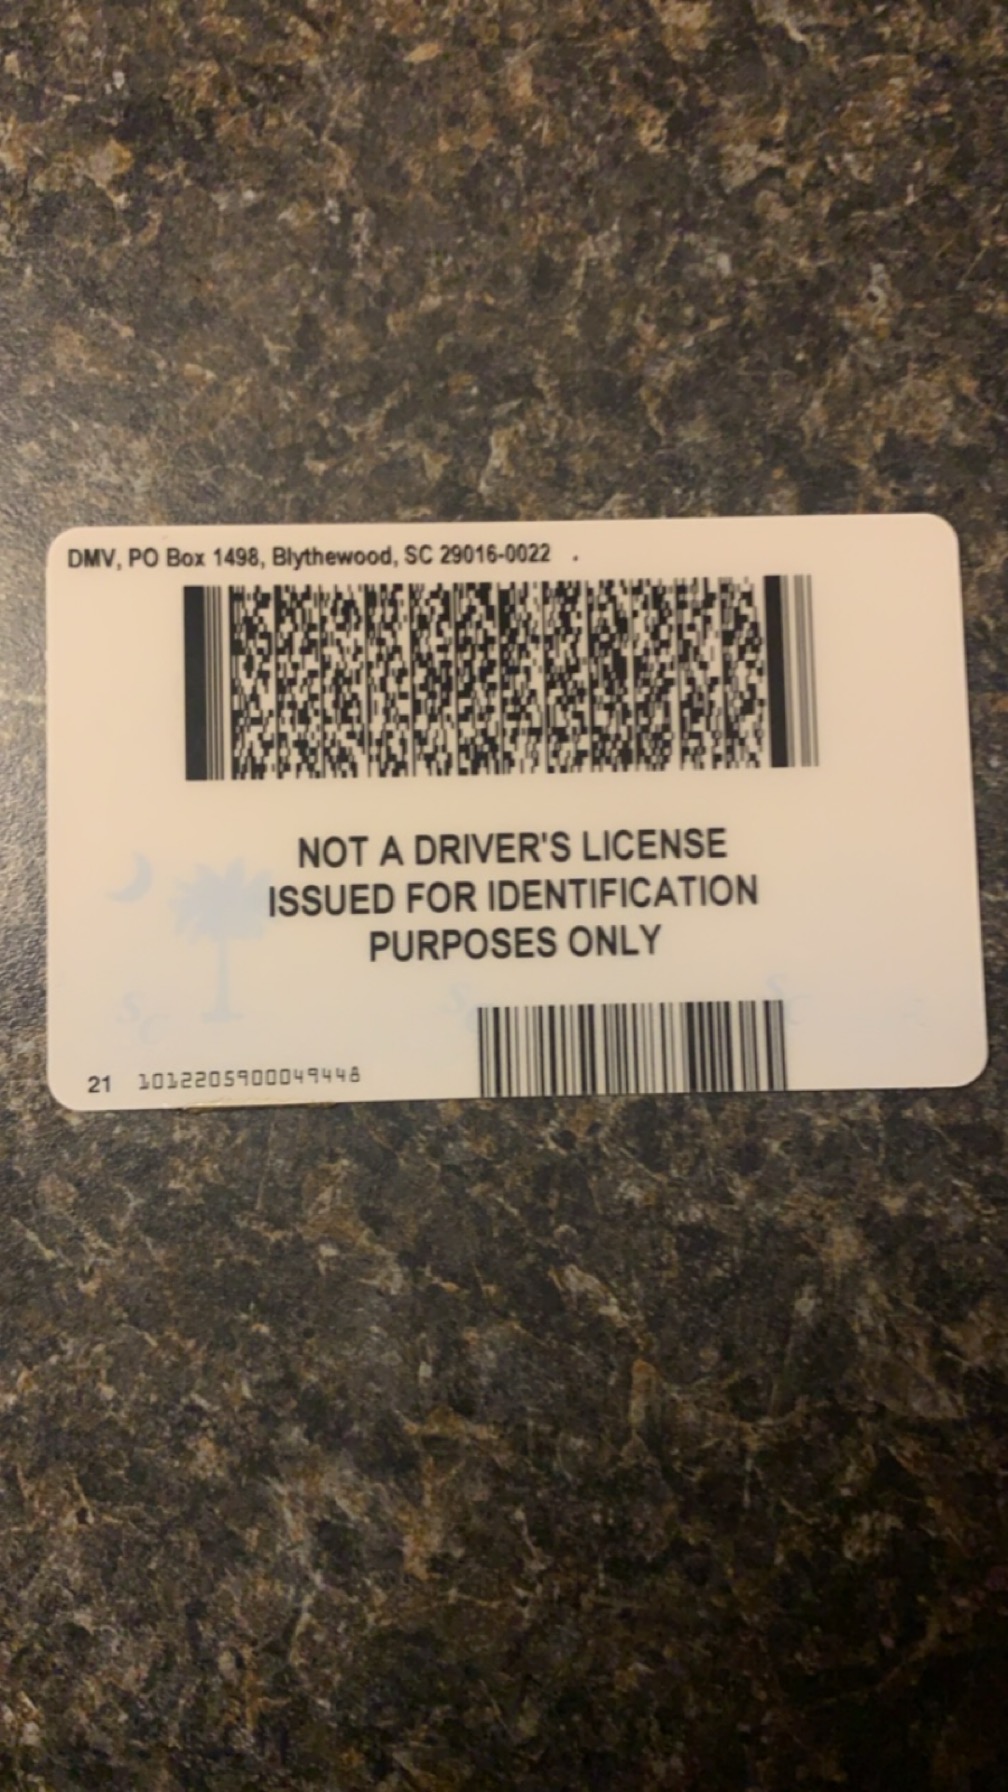 DMV, PO Box 1498, Blythewood, SC 29016-0022 .
NOT A DRIVER'S LICENSE
ISSUED FOR IDENTIFICATION
PURPOSES ONLY
21 1012205900049448